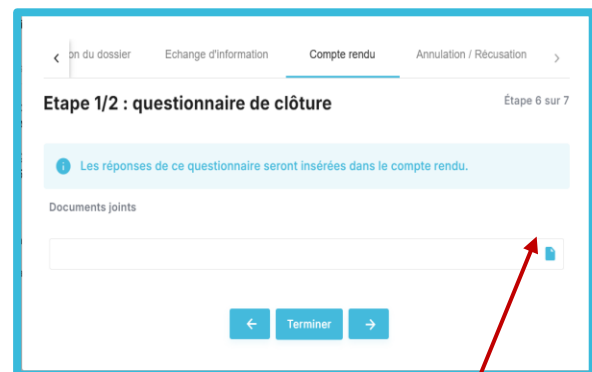 on du dossier Echange d'information Compte rendu Annulation / Récusation
Etape 1/2 : questionnaire de clôture Étape 6 sur 7
Les réponses de ce questionnaire seront insérées dans le compte rendu.
Documents joints
Terminer